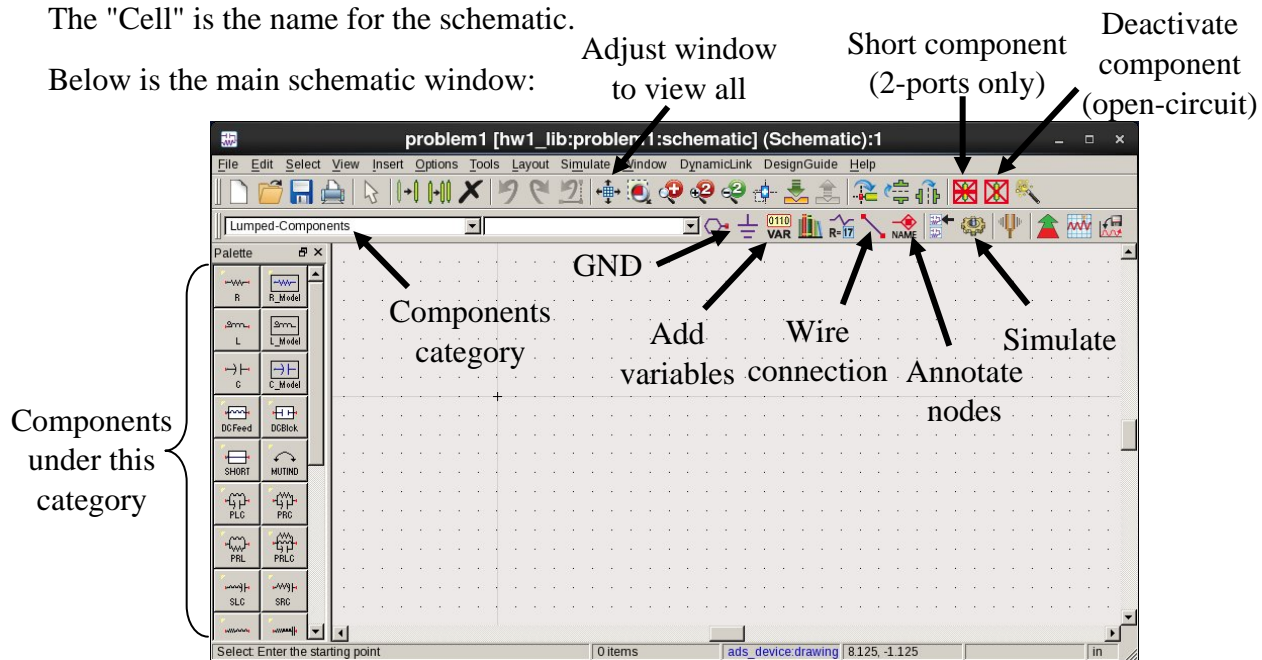 The "Cell" is the name for the schematic.
Below is the main schematic window:
Adjust window
to view all
Short component
(2-ports only)
Deactivate
component
(open-circuit)
problem1 [hw1_lib:problem1:schematic] (Schematic):1
File Edit Select View Insert Options Tools Layout Simulate Window DynamicLink DesignGuide Help
Lumped-Components
0110
VAR
R=17
NAME
Palette
GND
Components
category
Add
variables
Wire
connection
Annotate
nodes
Simulate
Components
under this
category
R R_Model
L L_Model
C C_Model
DCFeed DCBlck
SHORT MUTIND
PLC PRC
PRL PRLC
SLC SRC
Select: Enter the starting point 0 items ads_device:drawing 8.125, -1.125 in